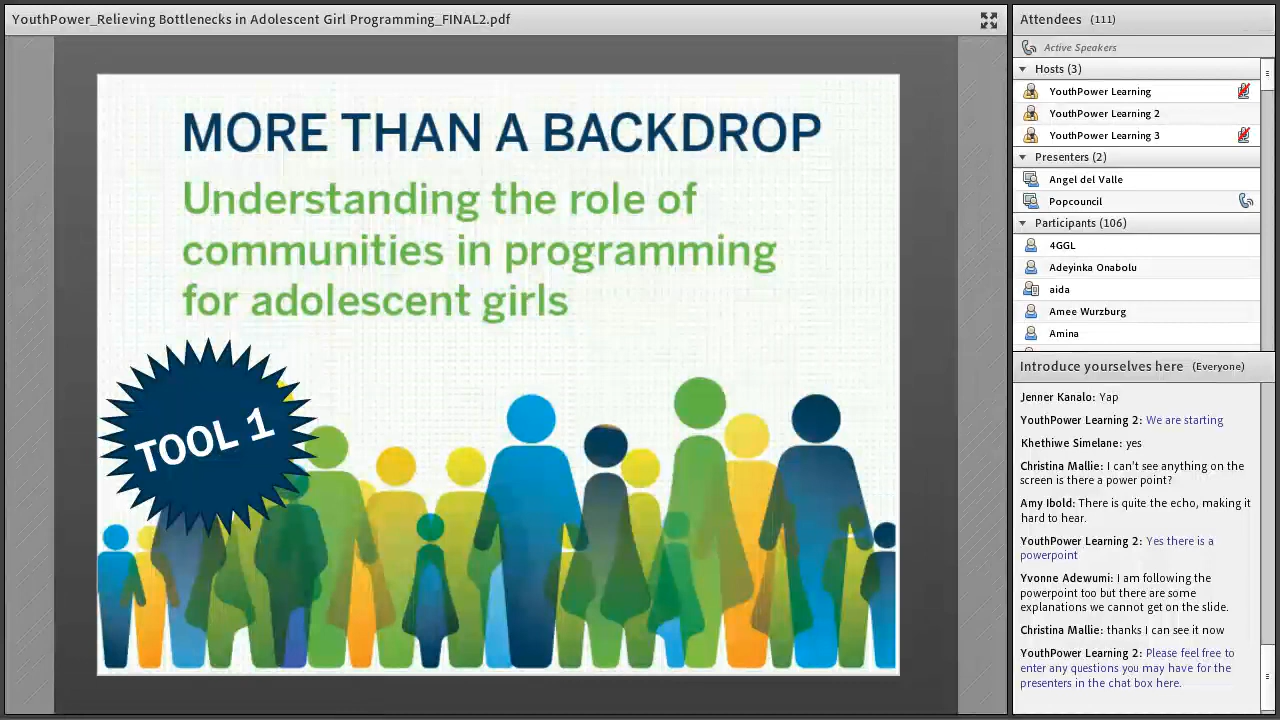 YouthPower_Relieving Bottlenecks in Adolescent Girl Programming_FINAL2.pdf
MORE THAN A BACKDROP
Understanding the role of
communities in programming
for adolescent girls
TOOL 1
Attendees (111)
Active Speakers
Hosts (3)
YouthPower Learning
YouthPower Learning 2
YouthPower Learning 3
Presenters (2)
Angel del Valle
Popcouncil
Participants (106)
4GGL
Adeyinka Onabolu
aida
Amee Wurzburg
Amina
Introduce yourselves here (Everyone)
Jenner Kanalo: Yap
YouthPower Learning 2: We are starting
Khethiwe Simelane: yes
Christina Mallie: I can't see anything on the
screen is there a power point?
Amy Ibold: There is quite the echo, making it
hard to hear.
YouthPower Learning 2: Yes there is a
powerpoint
Yvonne Adewumi: I am following the
powerpoint too but there are some
explanations we cannot get on the slide.
Christina Mallie: thanks I can see it now
YouthPower Learning 2: Please feel free to
enter any questions you may have for the
presenters in the chat box here.